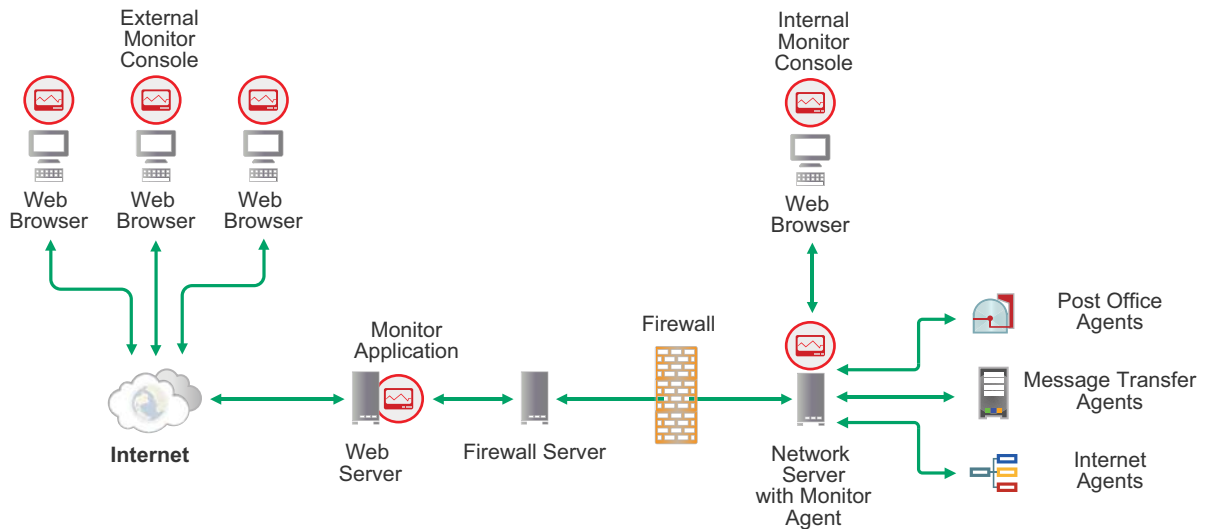 External
Monitor
Console
Internal
Monitor
Console
Web
Browser
Web
Browser
Web
Browser
Web
Browser
Monitor
Application
Firewall
Post Office
Agents
Message Transfer
Agents
Internet
Agents
Internet
Web
Server
Firewall Server
Network
Server
with Monitor
Agent